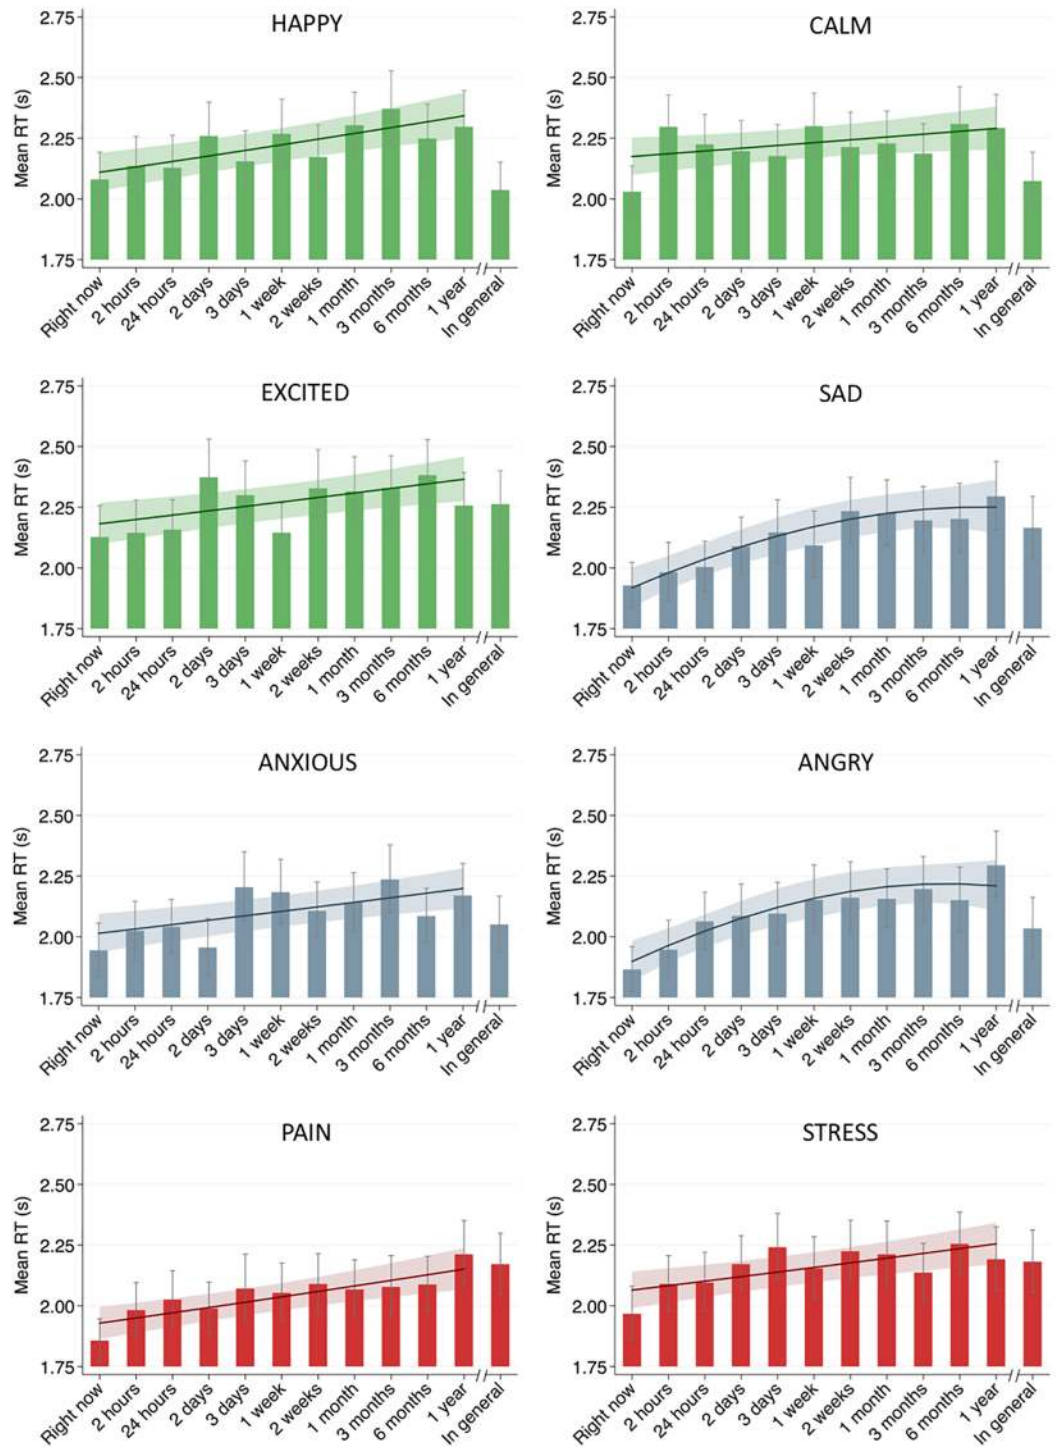 HAPPY
Mean RT (s)
2.75
2.50
2.25
2.00
1.75
Right now
2 hours
24 hours
2 days
3 days
1 week
2 weeks
1 month
3 months
6 months
1 year
In general
CALM
Mean RT (s)
2.75
2.50
2.25
2.00
1.75
Right now
2 hours
24 hours
2 days
3 days
1 week
2 weeks
1 month
3 months
6 months
1 year
In general
EXCITED
Mean RT (s)
2.75
2.50
2.25
2.00
1.75
Right now
2 hours
24 hours
2 days
3 days
1 week
2 weeks
1 month
3 months
6 months
1 year
In general
SAD
Mean RT (s)
2.75
2.50
2.25
2.00
1.75
Right now
2 hours
24 hours
2 days
3 days
1 week
2 weeks
1 month
3 months
6 months
1 year
In general
ANXIOUS
Mean RT (s)
2.75
2.50
2.25
2.00
1.75
Right now
2 hours
24 hours
2 days
3 days
1 week
2 weeks
1 month
3 months
6 months
1 year
In general
ANGRY
Mean RT (s)
2.75
2.50
2.25
2.00
1.75
Right now
2 hours
24 hours
2 days
3 days
1 week
2 weeks
1 month
3 months
6 months
1 year
In general
PAIN
Mean RT (s)
2.75
2.50
2.25
2.00
1.75
Right now
2 hours
24 hours
2 days
3 days
1 week
2 weeks
1 month
3 months
6 months
1 year
In general
STRESS
Mean RT (s)
2.75
2.50
2.25
2.00
1.75
Right now
2 hours
24 hours
2 days
3 days
1 week
2 weeks
1 month
3 months
6 months
1 year
In general